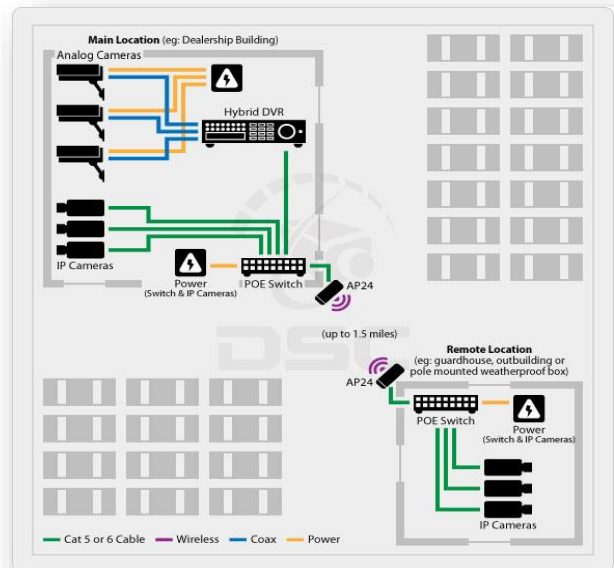 Main Location (eg: Dealership Building)
Analog Cameras
Hybrid DVR
IP Cameras
Power
(Switch & IP Cameras)
POE Switch
AP24
(up to 1.5 miles)
DSC
Remote Location
(eg: guardhouse, outbuilding or
pole mounted weatherproof box)
AP24
POE Switch
Power
(Switch & IP Cameras)
IP Cameras
Cat 5 or 6 Cable
Wireless
Coax
Power